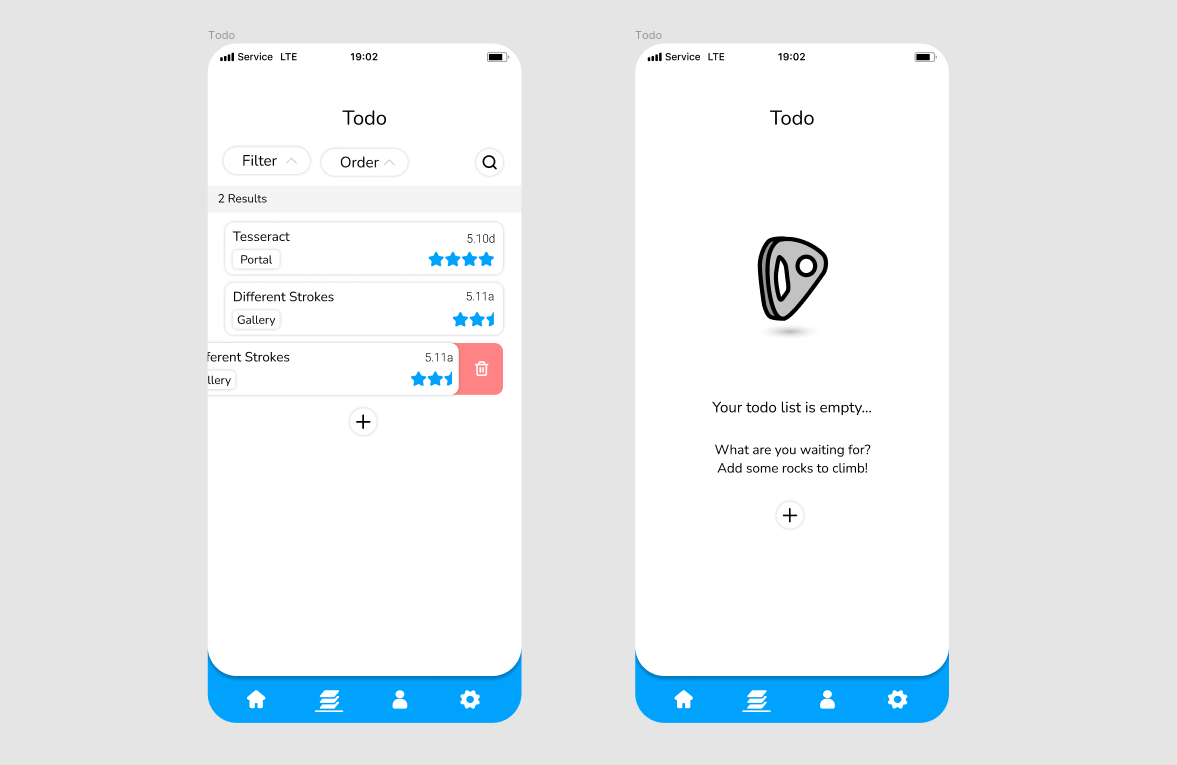 Todo
Service LTE 19:02
Todo
Filter Order
2 Results
Tesseract 5.10d
Portal
Different Strokes 5.11a
Gallery
ferent Strokes 5.11a
llery
Todo
Service LTE 19:02
Todo
Your todo list is empty...
What are you waiting for?
Add some rocks to climb!